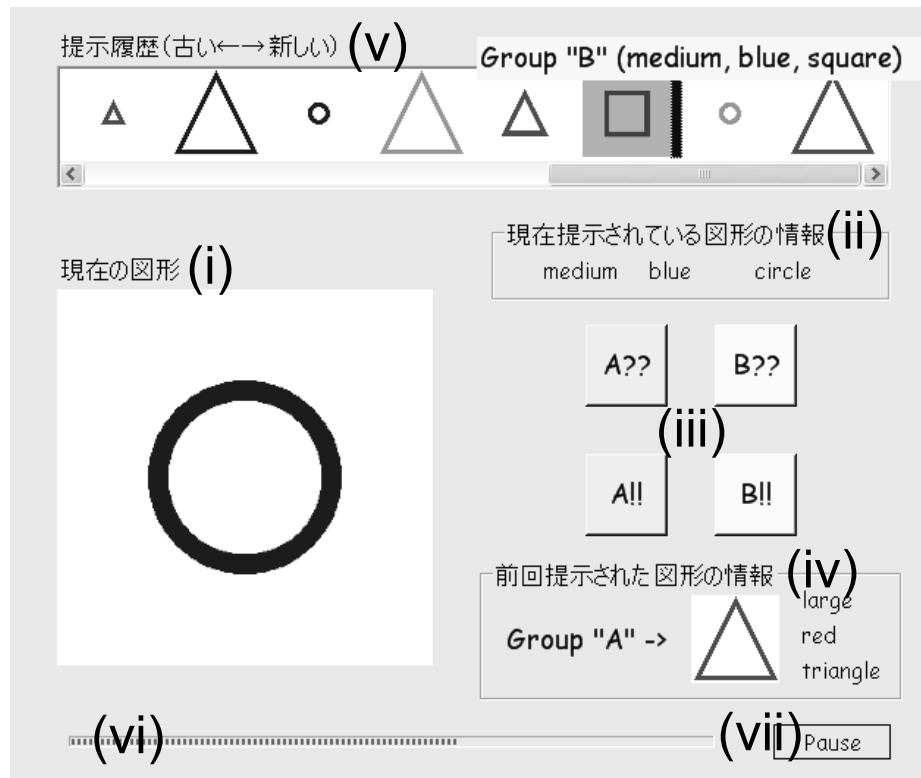 提示履歴(古い←→新しい) (v)
Group "B" (medium, blue, square)
現在提示されている図形の情報 (ii)
medium blue circle
現在の図形 (i)
A?? B??
(iii)
A!! B!!
前回提示された図形の情報 (iv)
Group "A" ->
large
red
triangle
(vi)
(vii) Pause